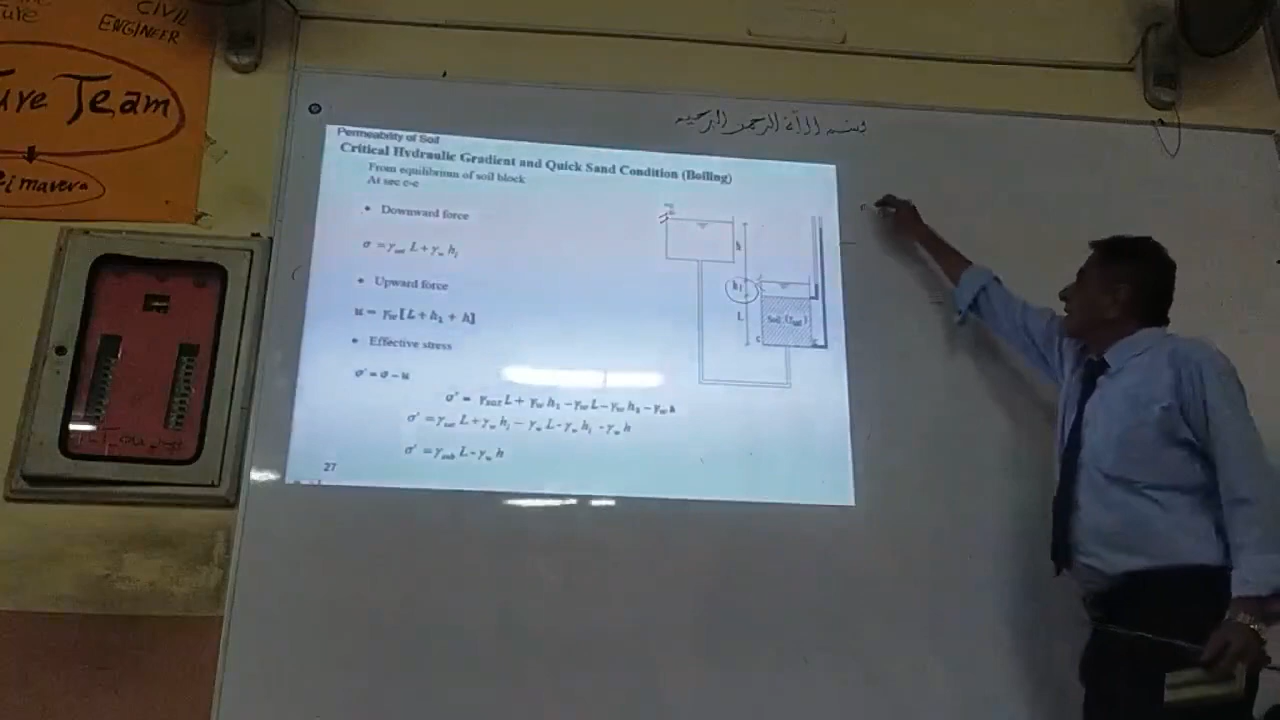 CIVIL
ENGINEER
Team
بسم الله الرحمن الرحيم
Permeability of Soil
Critical Hydraulic Gradient and Quick Sand Condition (Boiling)
From equilibrium of soil block
At sec c-c
• Downward force
σ = γsat L + γw h1
• Upward force
u = γw [L + h1 + h]
• Effective stress
σ' = σ - u
σ' = γsat L + γw h1 - γw L - γw h1 - γw h
σ' = γsat L + γw h1 - γw L - γw h1 - γw h
σ' = γsub L - γw h
h
h1
L
Soil (γsat)
c
27